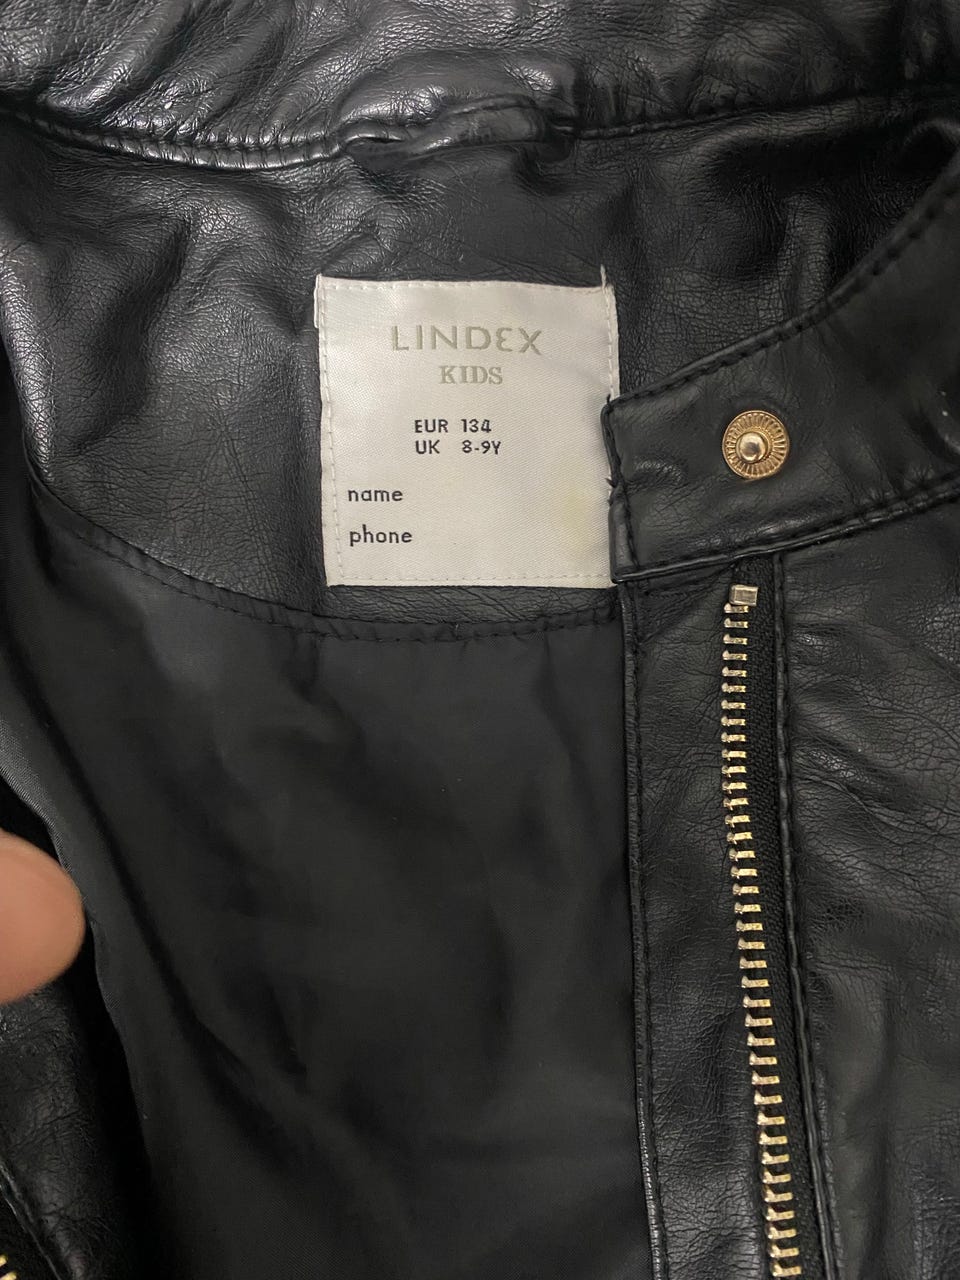 LINDEX
KIDS
EUR 134
UK 8-9Y
name
phone